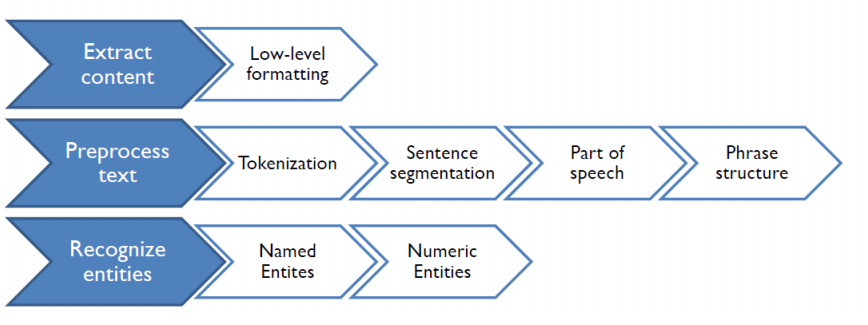 Extract
content
Low-level
formatting
Preprocess
text
Tokenization
Sentence
segmentation
Part of
speech
Phrase
structure
Recognize
entities
Named
Entites
Numeric
Entities